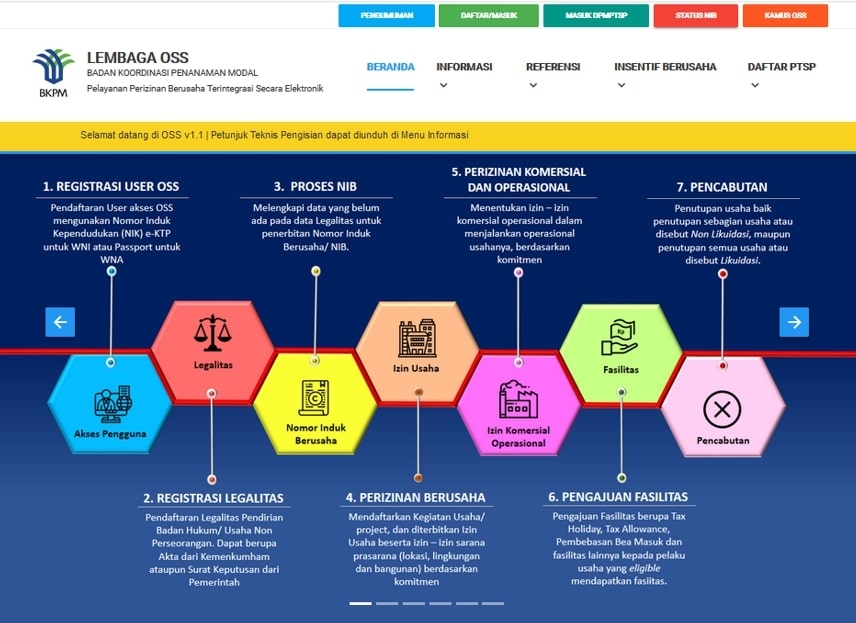 PENGUMUMAN
DAFTAR/MASUK
MASUK DPMPTSP
STATUS NIB
KAMUS OSS
BKPM
LEMBAGA OSS
BADAN KOORDINASI PENANAMAN MODAL
Pelayanan Perizinan Berusaha Terintegrasi Secara Elektronik
BERANDA
INFORMASI
REFERENSI
INSENTIF BERUSAHA
DAFTAR PTSP
Selamat datang di OSS v1.1 | Petunjuk Teknis Pengisian dapat diunduh di Menu Informasi
1. REGISTRASI USER OSS
Pendaftaran User akses OSS
mengunakan Nomor Induk
Kependudukan (NIK) e-KTP
untuk WNI atau Passport untuk
WNA
3. PROSES NIB
Melengkapi data yang belum
ada pada data Legalitas untuk
penerbitan Nomor Induk
Berusaha/ NIB.
5. PERIZINAN KOMERSIAL
DAN OPERASIONAL
Menentukan izin – izin
komersial operasional dalam
menjalankan operasional
usahanya, berdasarkan
komitmen
7. PENCABUTAN
Penutupan usaha baik
penutupan sebagian usaha atau
disebut Non Likuidasi, maupun
penutupan semua usaha atau
disebut Likuidasi.
Akses Pengguna
Legalitas
Nomor Induk
Berusaha
Izin Usaha
Izin Komersial
Operasional
Rp
Fasilitas
Pencabutan
2. REGISTRASI LEGALITAS
Pendaftaran Legalitas Pendirian
Badan Hukum/ Usaha Non
Perseorangan. Dapat berupa
Akta dari Kemenkumham
ataupun Surat Keputusan dari
Pemerintah
4. PERIZINAN BERUSAHA
Mendaftarkan Kegiatan Usaha/
project, dan diterbitkan Izin
Usaha beserta izin – izin sarana
prasarana (lokasi, lingkungan
dan bangunan) berdasarkan
komitmen
6. PENGAJUAN FASILITAS
Pengajuan Fasilitas berupa Tax
Holiday, Tax Allowance,
Pembebasan Bea Masuk dan
fasilitas lainnya kepada pelaku
usaha yang eligible
mendapatkan fasiitas.